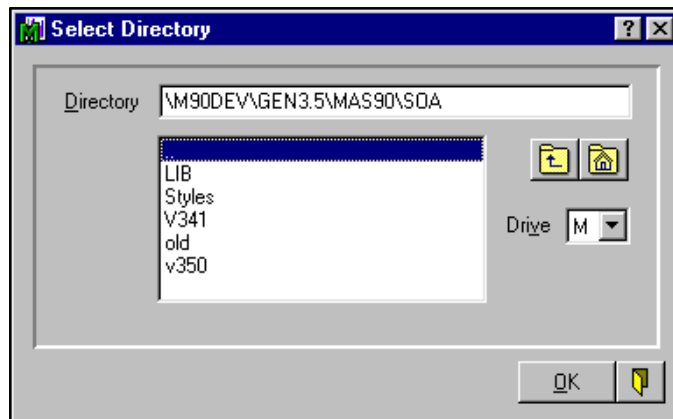 Select Directory
Directory \M90DEV\GEN3.5\MAS90\SOA
..
LIB
Styles
V341
old
v350
Drive M
OK